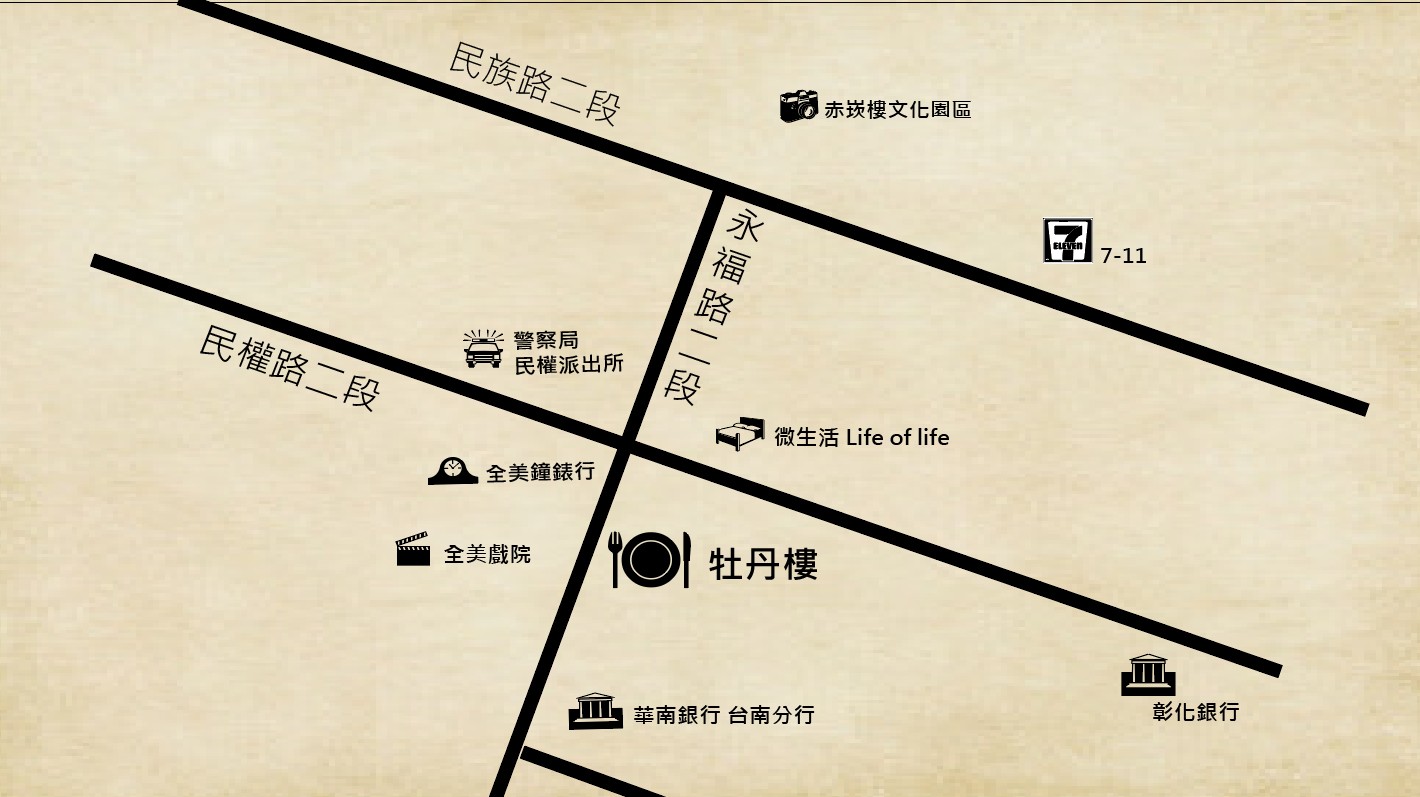 民族路二段
赤崁樓文化園區
永福路二段
7
ELEVEN
7-11
民權路二段
警察局
民權派出所
微生活 Life of life
全美鐘錶行
全美戲院
牡丹樓
華南銀行 台南分行
彰化銀行